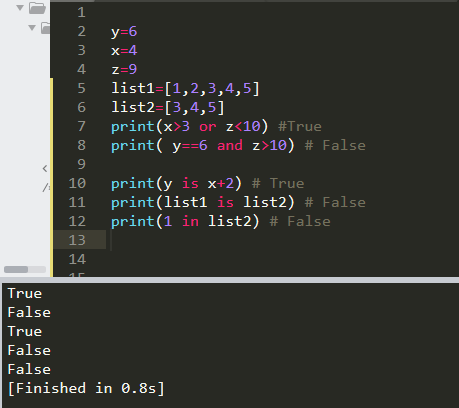 1
2 y=6
3 x=4
4 z=9
5 list1=[1,2,3,4,5]
6 list2=[3,4,5]
7 print(x>3 or z<10) #True
8 print( y==6 and z>10) # False
9
10 print(y is x+2) # True
11 print(list1 is list2) # False
12 print(1 in list2) # False
13
14
True
False
True
False
False
[Finished in 0.8s]